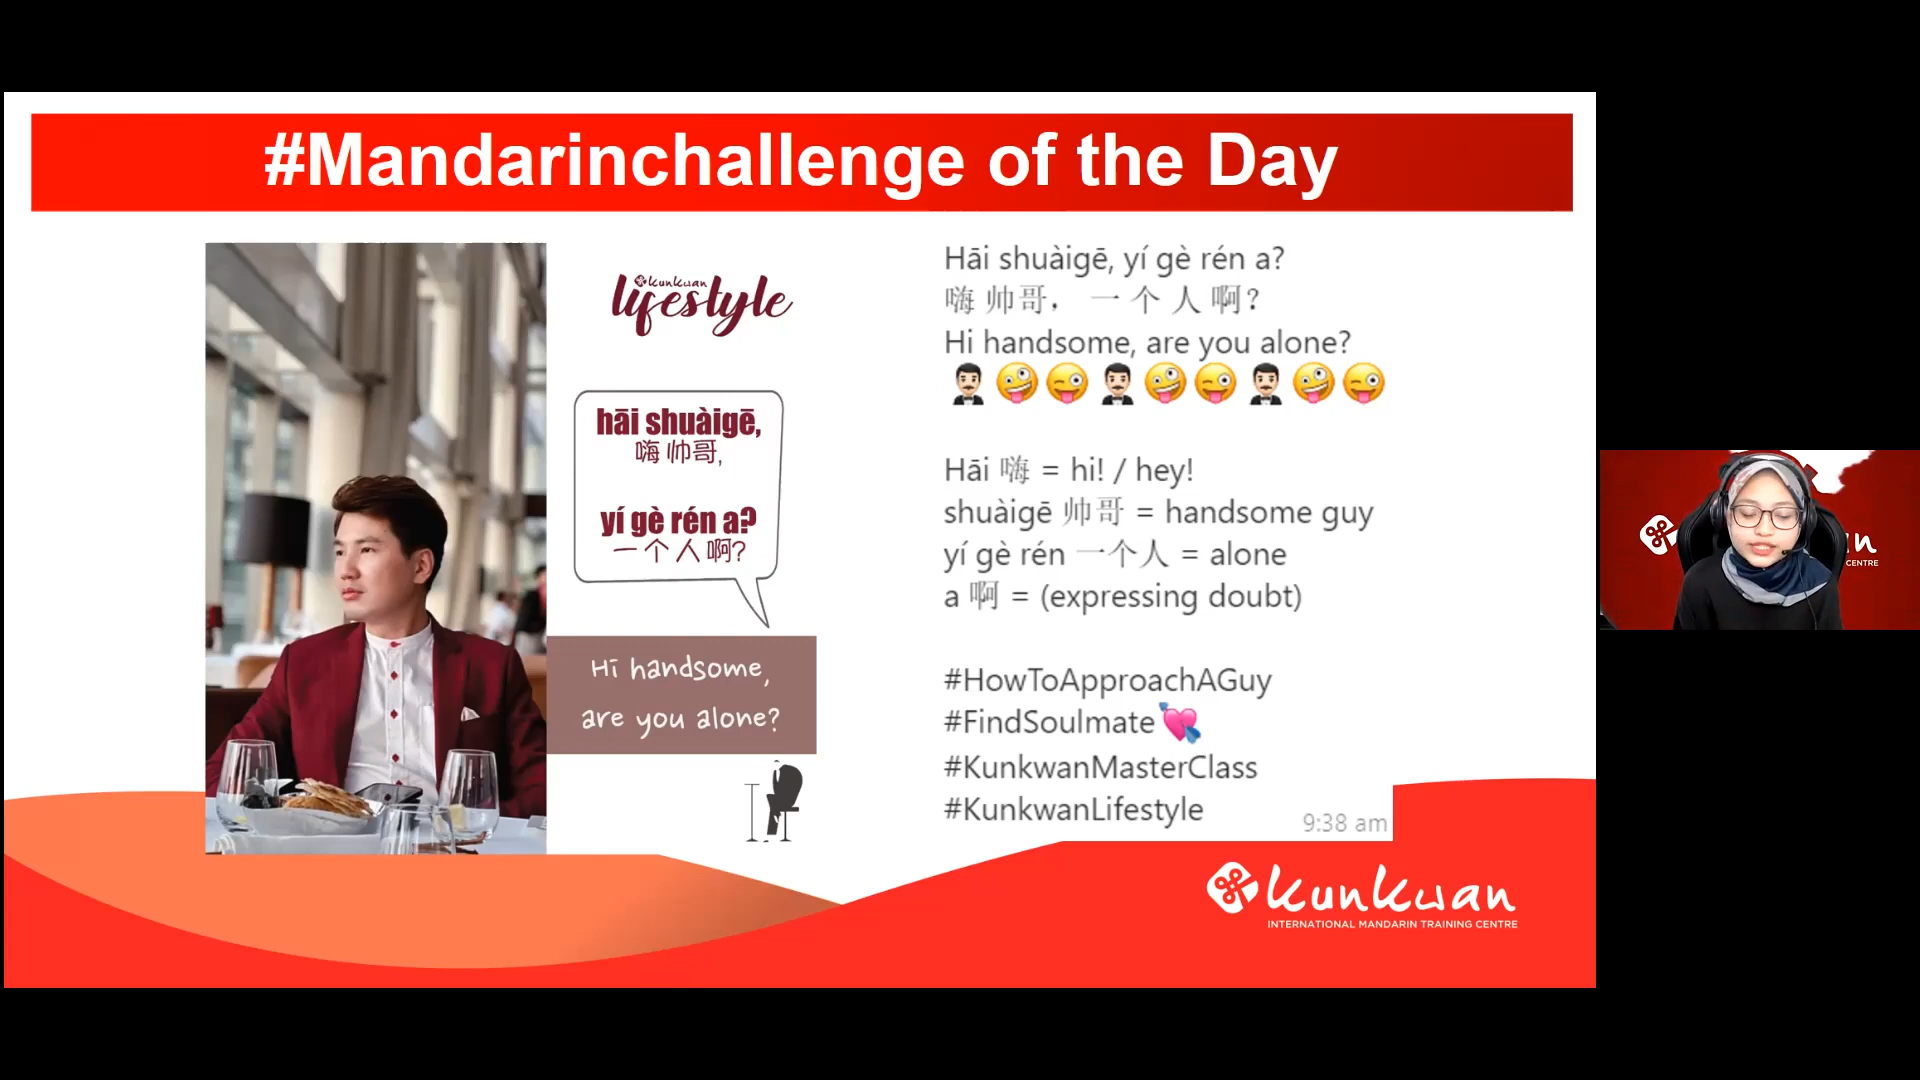 #Mandarinchallenge of the Day
kunkwan
lifestyle
hāi shuàigē,
嗨 帅哥,
yí gè rén a?
一个人啊?
Hi handsome,
are you alone?
Hāi shuàigē, yí gè rén a?
嗨 帅哥， 一 个 人 啊?
Hi handsome, are you alone?
Hāi 嗨 = hi! / hey!
shuàigē 帅哥 = handsome guy
yí gè rén 一个人 = alone
a 啊 = (expressing doubt)
#HowToApproachAGuy
#FindSoulmate💘
#KunkwanMasterClass
#KunkwanLifestyle
9:38 am
kunkwan
INTERNATIONAL MANDARIN TRAINING CENTRE
CENTRE